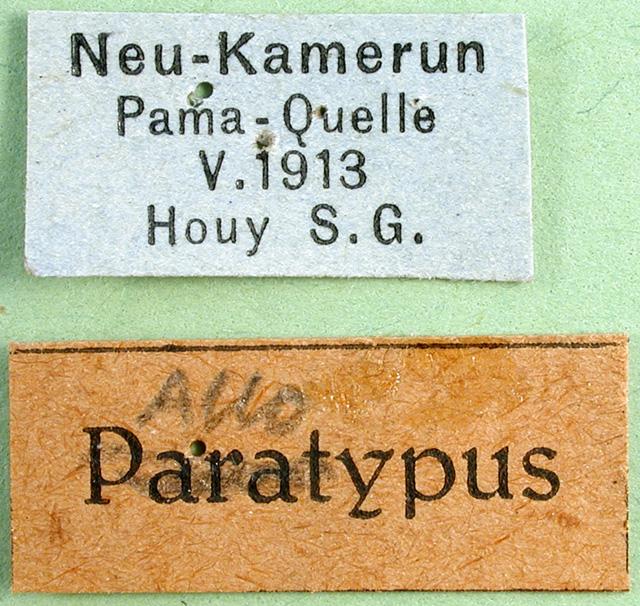 Neu-Kamerun
Pama-Quelle
V.1913
Houy S.G.
Allo
Paratypus